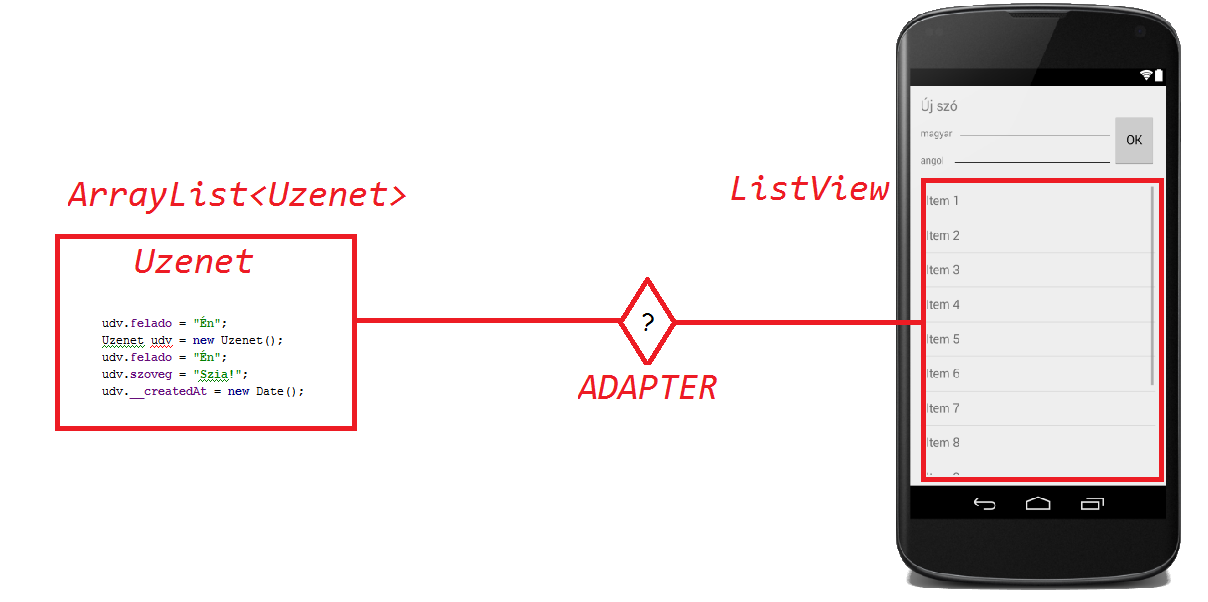 ArrayList<Uzenet>
Uzenet
udv.felado = "Én";
Uzenet udv = new Uzenet();
udv.felado = "Én";
udv.szoveg = "Szia!";
udv.__createdAt = new Date();
?
ADAPTER
ListView
Új szó
magyar
angol
OK
Item 1
Item 2
Item 3
Item 4
Item 5
Item 6
Item 7
Item 8